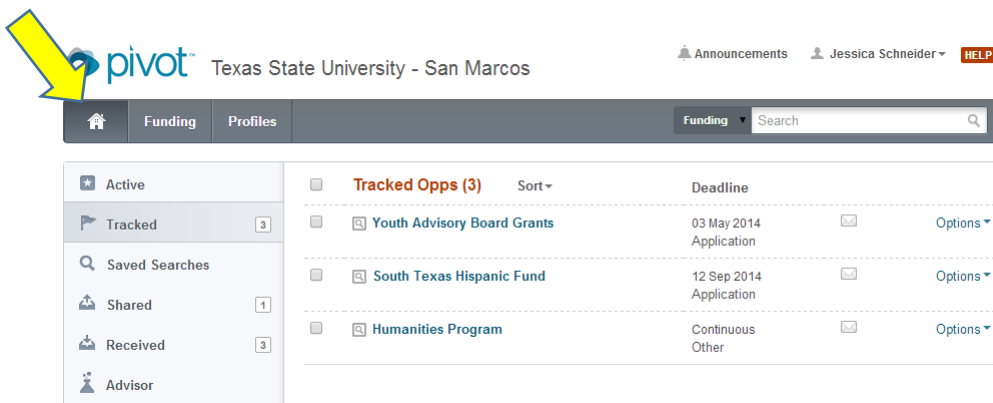 pivot™ Texas State University - San Marcos
Announcements Jessica Schneider HELP
Funding Profiles Funding Search
Active
Tracked 3
Saved Searches
Shared 1
Received 3
Advisor
Tracked Opps (3) Sort Deadline
Youth Advisory Board Grants 03 May 2014 Options
Application
South Texas Hispanic Fund 12 Sep 2014 Options
Application
Humanities Program Continuous Options
Other